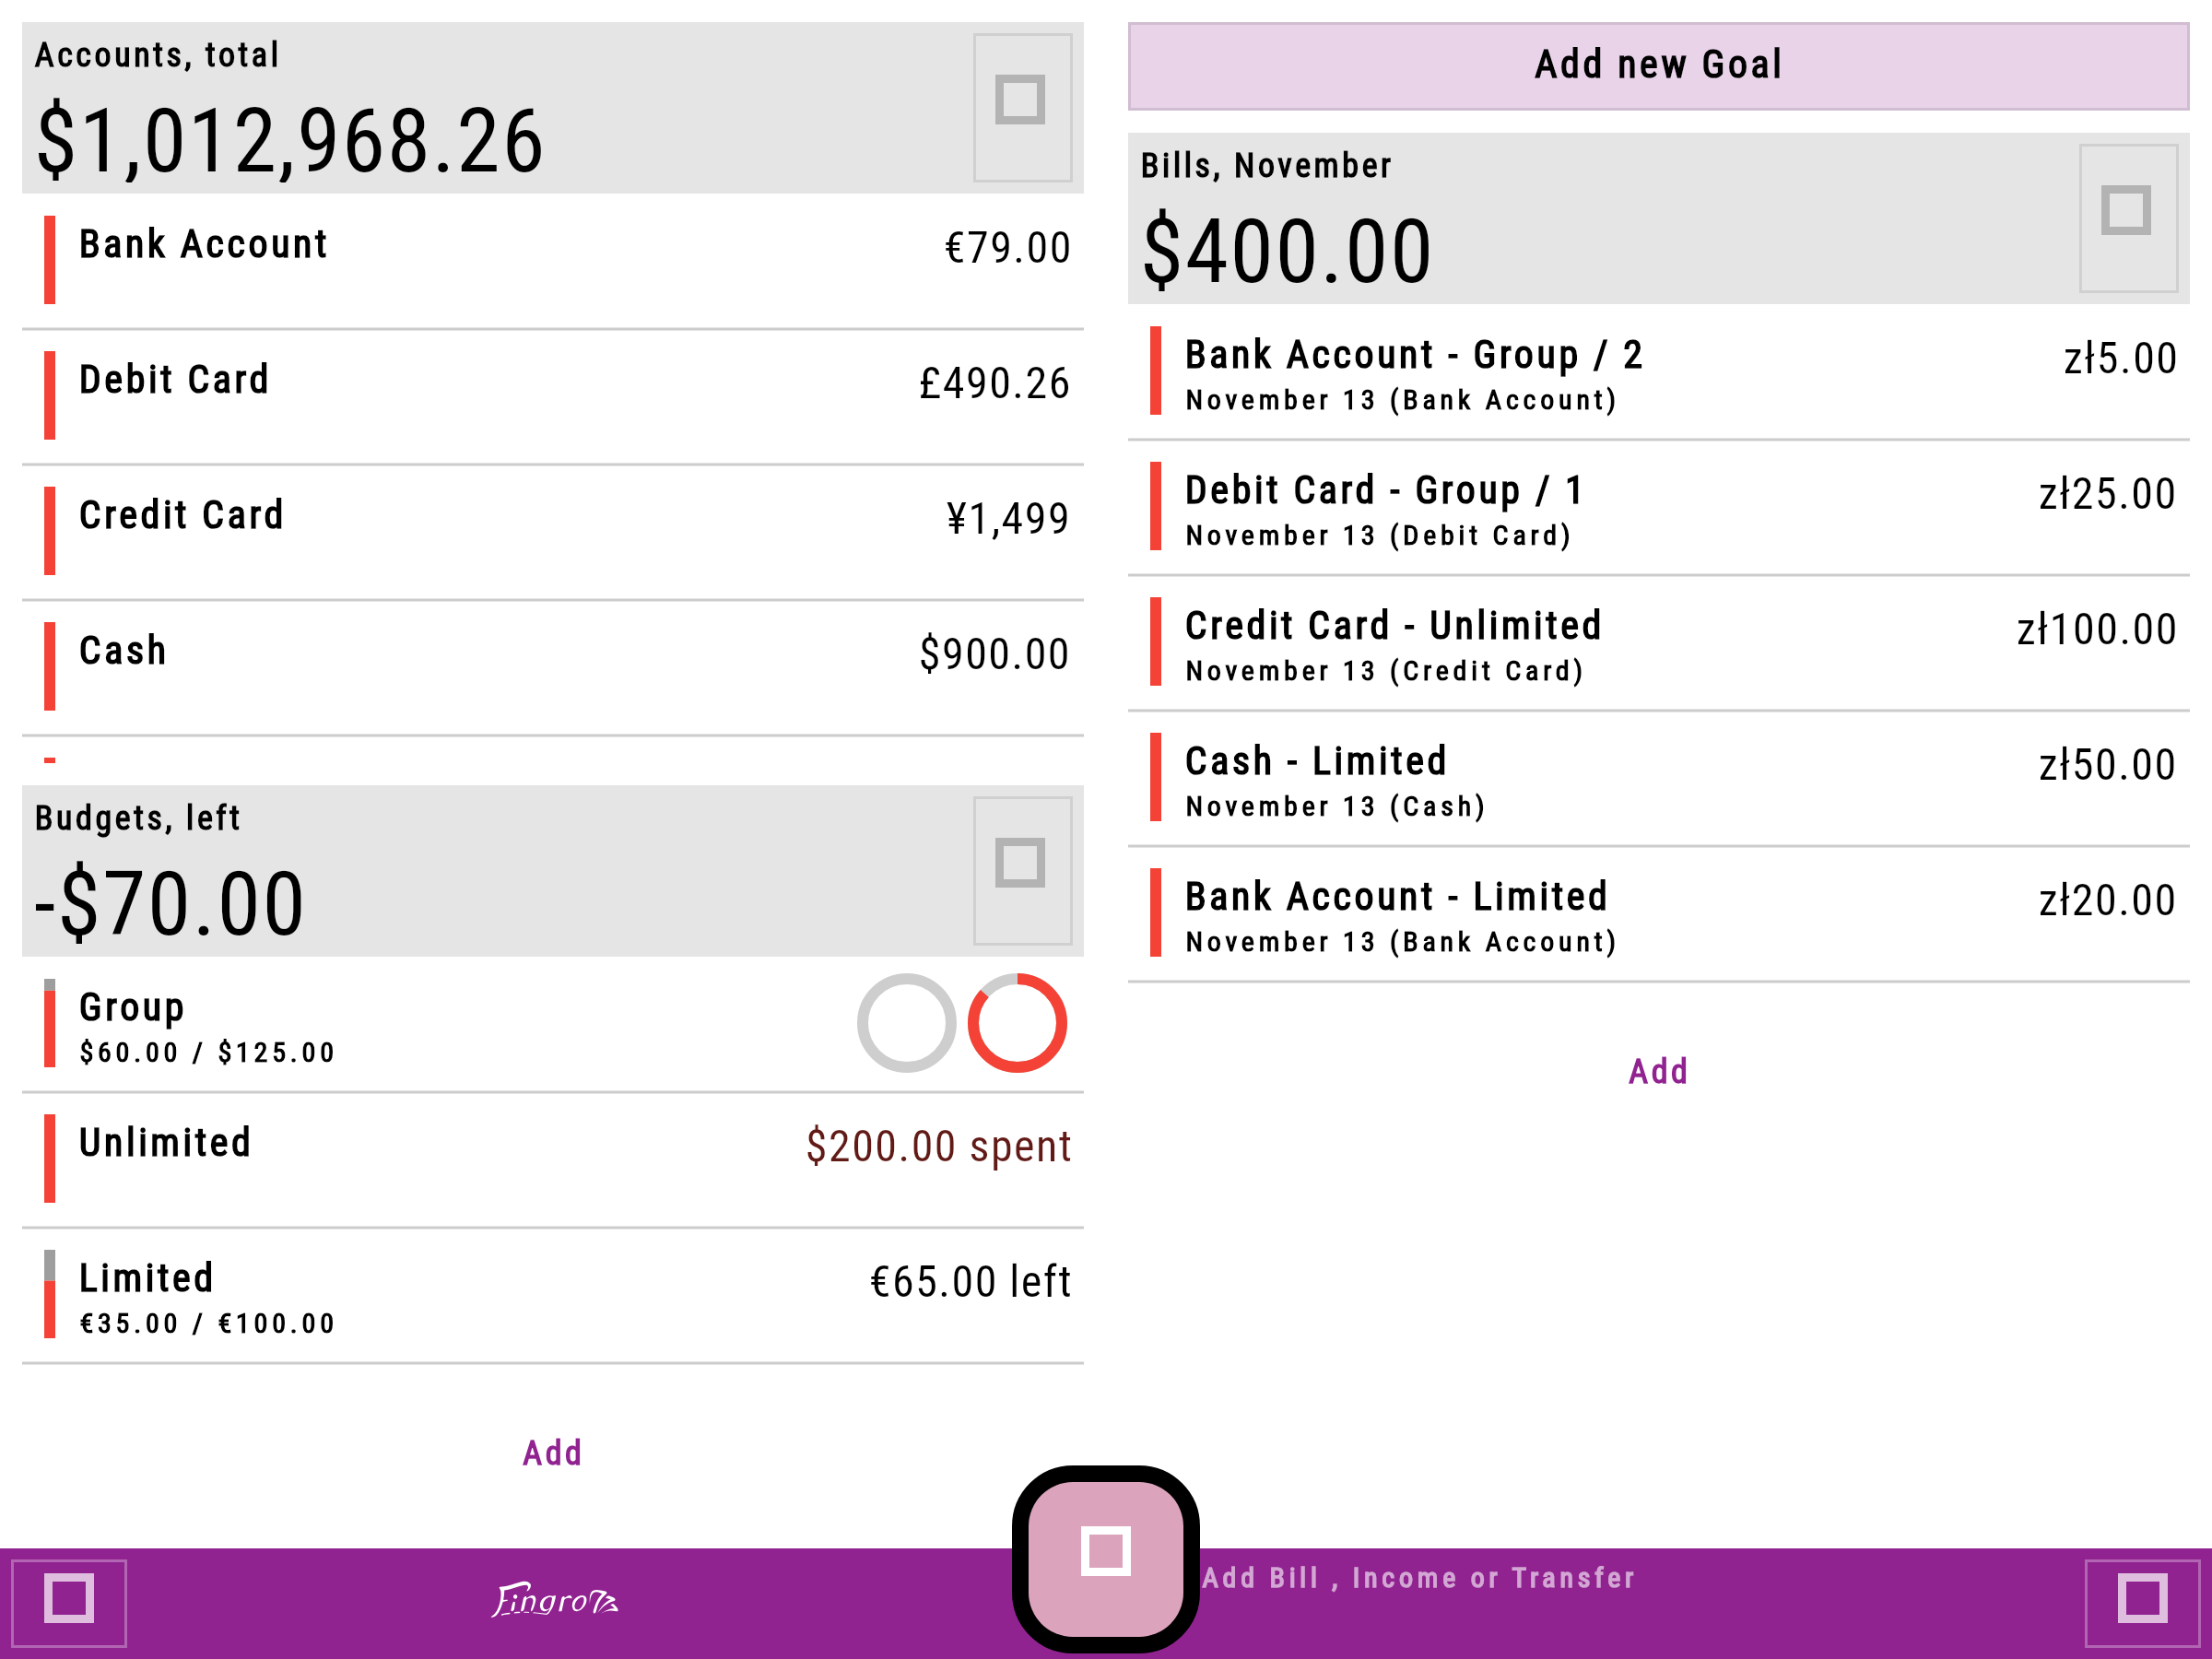 Accounts, total
$1,012,968.26
Bank Account
€79.00
Debit Card
£490.26
Credit Card
¥1,499
Cash
$900.00
Budgets, left
-$70.00
Group
$60.00 / $125.00
Unlimited
$200.00 spent
Limited
€65.00 left
€35.00 / €100.00
Add
Add new Goal
Bills, November
$400.00
Bank Account - Group / 2
zł5.00
November 13 (Bank Account)
Debit Card - Group / 1
zł25.00
November 13 (Debit Card)
Credit Card - Unlimited
zł100.00
November 13 (Credit Card)
Cash - Limited
zł50.00
November 13 (Cash)
Bank Account - Limited
zł20.00
November 13 (Bank Account)
Add
Add Bill , Income or Transfer